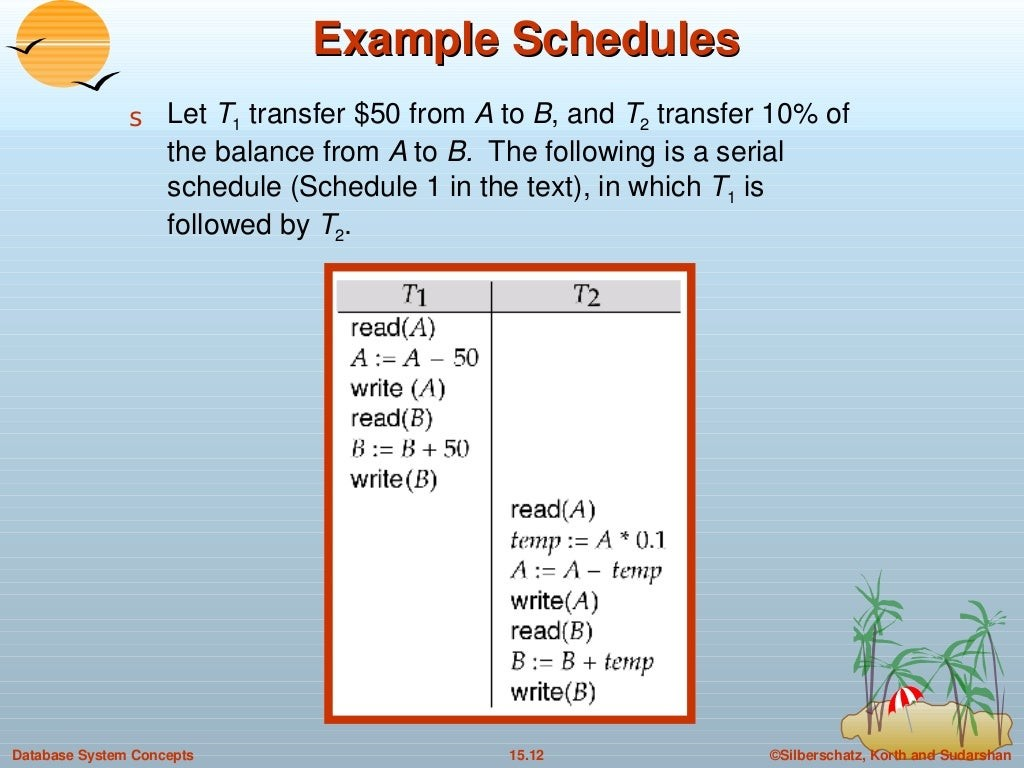 Example Schedules
s Let T1 transfer $50 from A to B, and T2 transfer 10% of
the balance from A to B. The following is a serial
schedule (Schedule 1 in the text), in which T1 is
followed by T2.
T1 T2
read(A)
A := A – 50
write (A)
read(B)
B := B + 50
write(B)
read(A)
temp := A * 0.1
A := A – temp
write(A)
read(B)
B := B + temp
write(B)
Database System Concepts 15.12 ©Silberschatz, Korth and Sudarshan